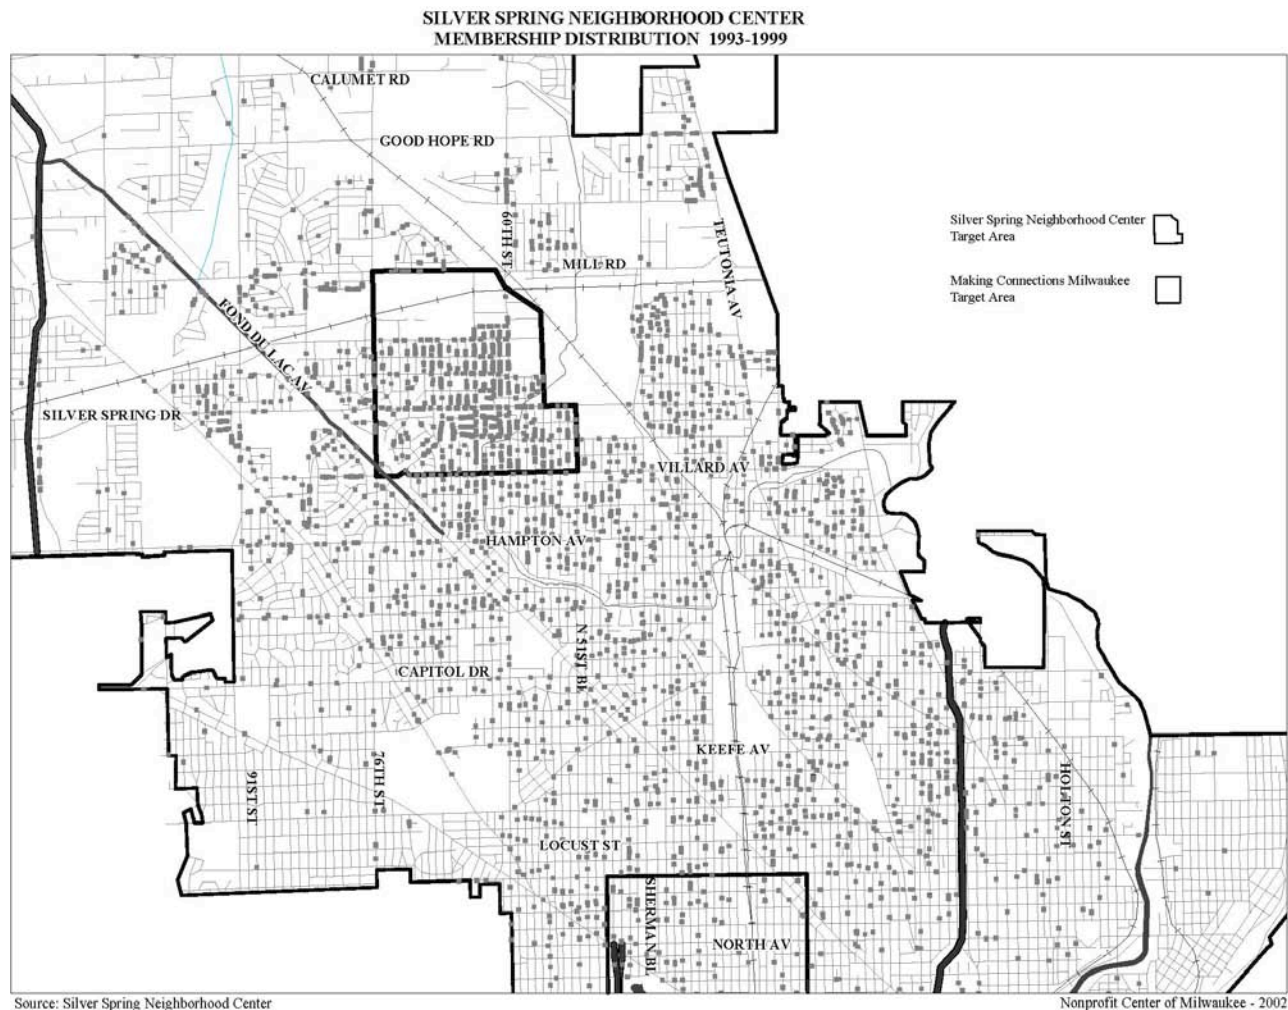 SILVER SPRING NEIGHBORHOOD CENTER
MEMBERSHIP DISTRIBUTION 1993-1999
CALUMET RD
GOOD HOPE RD
60TH ST
TEUTONIA AV
Silver Spring Neighborhood Center
Target Area
MILL RD
Making Connections Milwaukee
Target Area
FOND DU LAC AV
SILVER SPRING DR
VILLARD AV
HAMPTON AV
N 51ST BL
CAPITOL DR
KEEFE AV
91ST ST
76TH ST
HOLTON ST
LOCUST ST
SHERMAN BL
NORTH AV
Source: Silver Spring Neighborhood Center
Nonprofit Center of Milwaukee - 2002